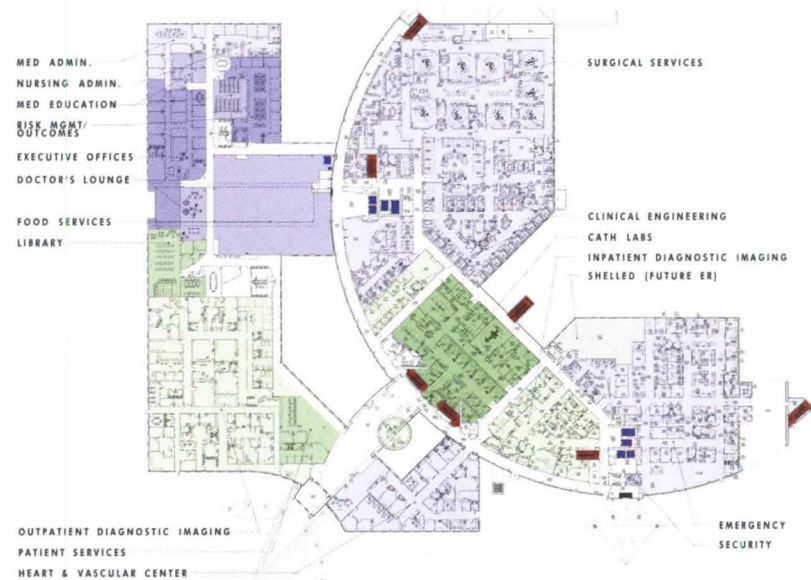 MED ADMIN.
NURSING ADMIN.
MED EDUCATION
RISK MGMT/
OUTCOMES
EXECUTIVE OFFICES
DOCTOR'S LOUNGE
FOOD SERVICES
LIBRARY
SURGICAL SERVICES
CLINICAL ENGINEERING
CATH LABS
INPATIENT DIAGNOSTIC IMAGING
SHELLED (FUTURE ER)
OUTPATIENT DIAGNOSTIC IMAGING
PATIENT SERVICES
HEART & VASCULAR CENTER
EMERGENCY
SECURITY